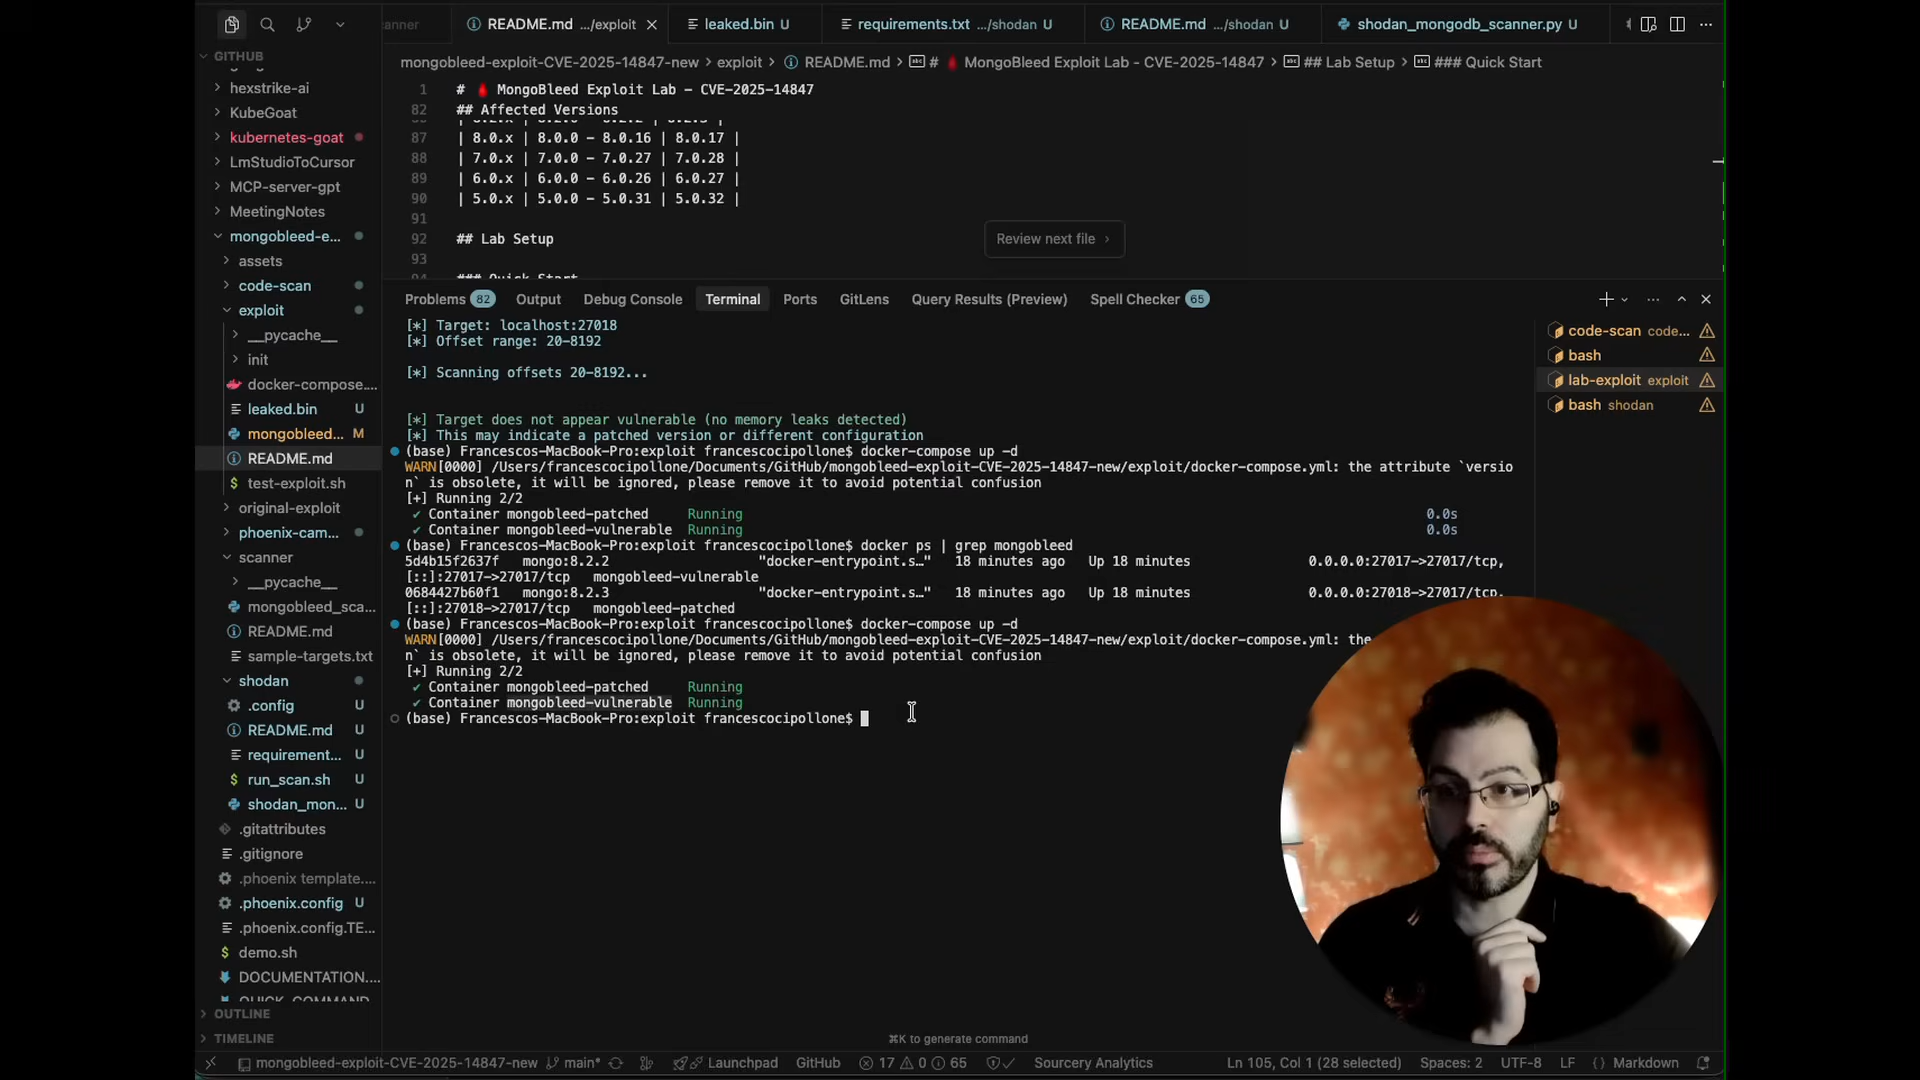 canner
README.md .../exploit
leaked.bin U
requirements.txt .../shodan U
README.md .../shodan U
shodan_mongodb_scanner.py U
GITHUB
hexstrike-ai
KubeGoat
kubernetes-goat
LmStudioToCursor
MCP-server-gpt
MeetingNotes
mongobleed-e...
assets
code-scan
exploit
__pycache__
init
docker-compose....
leaked.bin U
mongobleed... M
README.md
test-exploit.sh
original-exploit
phoenix-cam...
scanner
__pycache__
mongobleed_sca...
README.md
sample-targets.txt
shodan
.config U
README.md U
requirement... U
run_scan.sh U
shodan_mon... U
.gitattributes
.gitignore
.phoenix template....
.phoenix.config U
.phoenix.config.TE...
demo.sh
DOCUMENTATION....
QUICK_COMMAND
OUTLINE
TIMELINE
mongobleed-exploit-CVE-2025-14847-new > exploit > README.md > # 🩸 MongoBleed Exploit Lab - CVE-2025-14847 > ## Lab Setup > ### Quick Start
1 # 🩸 MongoBleed Exploit Lab - CVE-2025-14847
82 ## Affected Versions
87 | 8.0.x | 8.0.0 - 8.0.16 | 8.0.17 |
88 | 7.0.x | 7.0.0 - 7.0.27 | 7.0.28 |
89 | 6.0.x | 6.0.0 - 6.0.26 | 6.0.27 |
90 | 5.0.x | 5.0.0 - 5.0.31 | 5.0.32 |
91
92 ## Lab Setup
93
94 ### Quick Start
Review next file >
Problems 82 Output Debug Console Terminal Ports GitLens Query Results (Preview) Spell Checker 65
[*] Target: localhost:27018
[*] Offset range: 20-8192
[*] Scanning offsets 20-8192...
[*] Target does not appear vulnerable (no memory leaks detected)
[*] This may indicate a patched version or different configuration
(base) Francescos-MacBook-Pro:exploit francescocipollone$ docker-compose up -d
WARN[0000] /Users/francescocipollone/Documents/GitHub/mongobleed-exploit-CVE-2025-14847-new/exploit/docker-compose.yml: the attribute `versio
n` is obsolete, it will be ignored, please remove it to avoid potential confusion
[+] Running 2/2
✔ Container mongobleed-patched Running 0.0s
✔ Container mongobleed-vulnerable Running 0.0s
(base) Francescos-MacBook-Pro:exploit francescocipollone$ docker ps | grep mongobleed
5d4b15f2637f mongo:8.2.2 "docker-entrypoint.s…" 18 minutes ago Up 18 minutes 0.0.0.0:27017->27017/tcp,
[::]:27017->27017/tcp mongobleed-vulnerable
0684427b60f1 mongo:8.2.3 "docker-entrypoint.s…" 18 minutes ago Up 18 minutes 0.0.0.0:27018->27017/tcp,
[::]:27018->27017/tcp mongobleed-patched
(base) Francescos-MacBook-Pro:exploit francescocipollone$ docker-compose up -d
WARN[0000] /Users/francescocipollone/Documents/GitHub/mongobleed-exploit-CVE-2025-14847-new/exploit/docker-compose.yml: the
n` is obsolete, it will be ignored, please remove it to avoid potential confusion
[+] Running 2/2
✔ Container mongobleed-patched Running
✔ Container mongobleed-vulnerable Running
(base) Francescos-MacBook-Pro:exploit francescocipollone$
code-scan code...
bash
lab-exploit exploit
bash shodan
⌘K to generate command
mongobleed-exploit-CVE-2025-14847-new main* Launchpad GitHub 17 0 65 Sourcery Analytics Ln 105, Col 1 (28 selected) Spaces: 2 UTF-8 LF {} Markdown